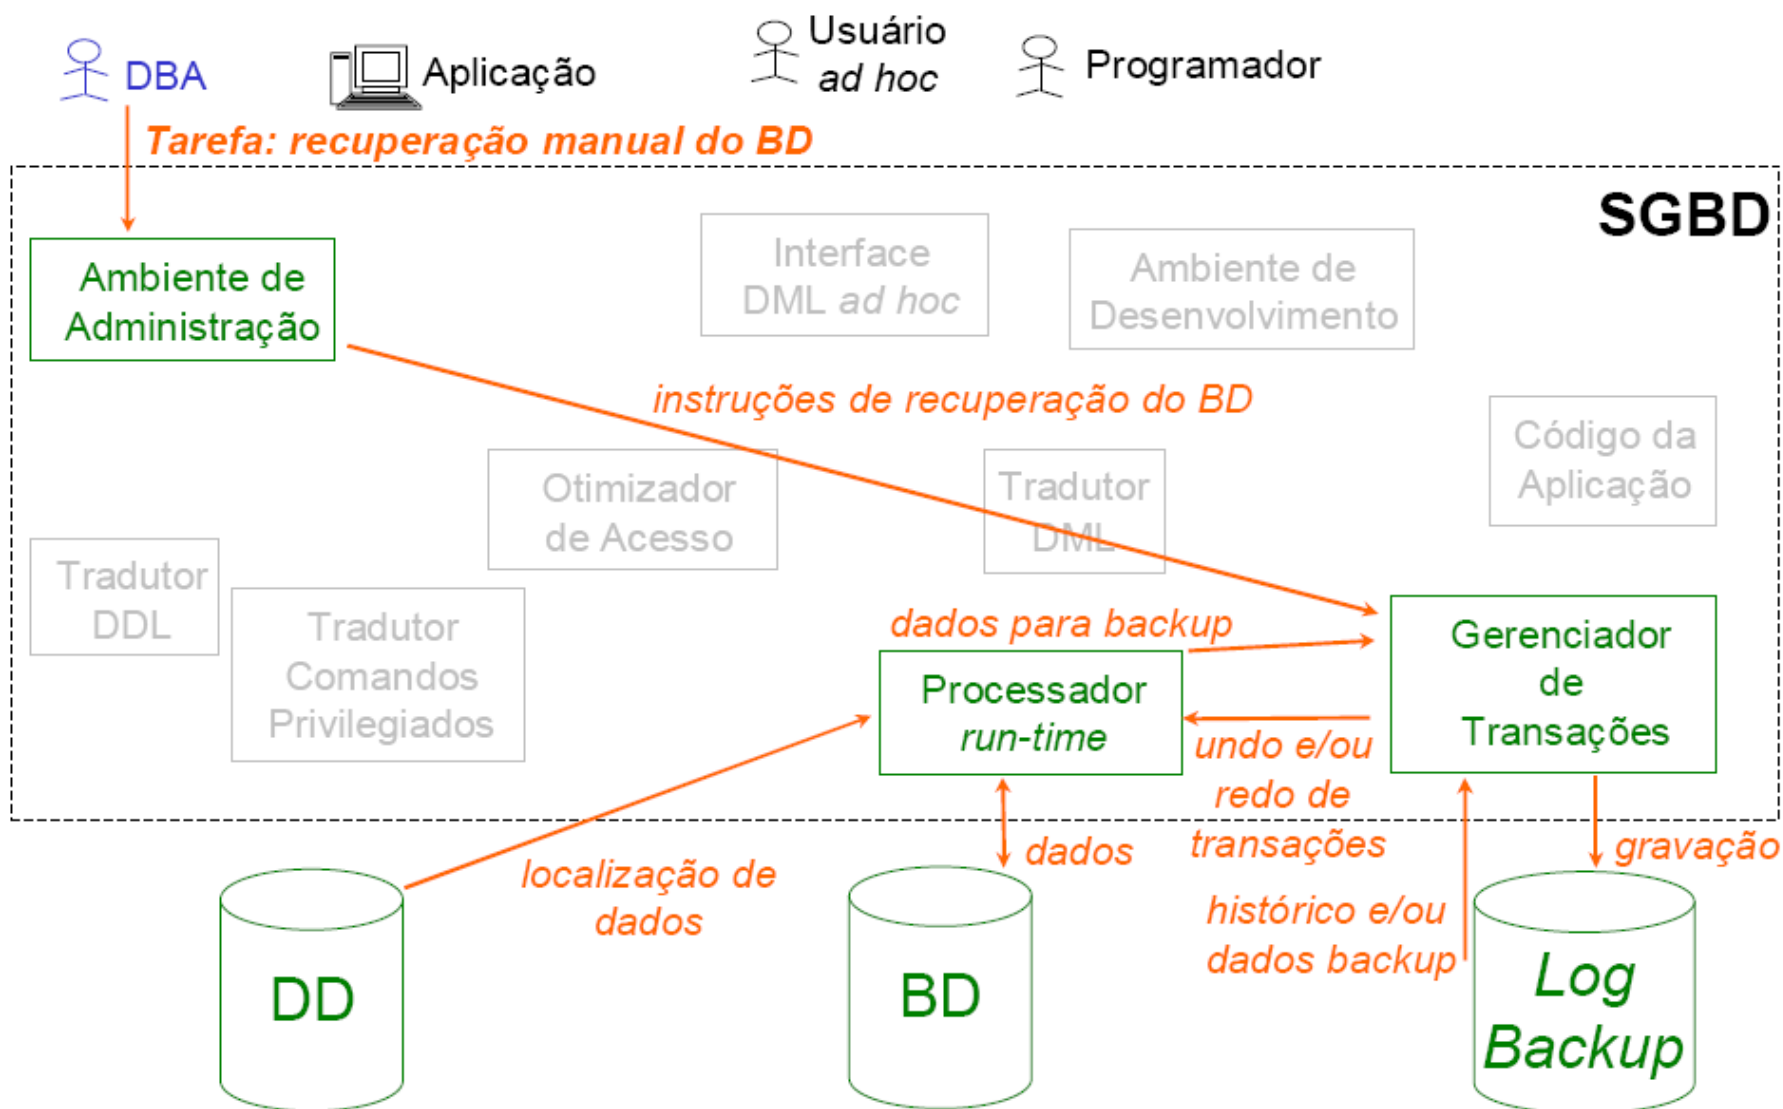 DBA
Aplicação
Usuário
ad hoc
Programador
Tarefa: recuperação manual do BD
SGBD
Ambiente de
Administração
Interface
DML ad hoc
Ambiente de
Desenvolvimento
instruções de recuperação do BD
Código da
Aplicação
Otimizador
de Acesso
Tradutor
DML
Tradutor
DDL
Tradutor
Comandos
Privilegiados
dados para backup
Processador
run-time
Gerenciador
de
Transações
undo e/ou
redo de
transações
localização de
dados
dados
gravação
histórico e/ou
dados backup
DD
BD
Log
Backup